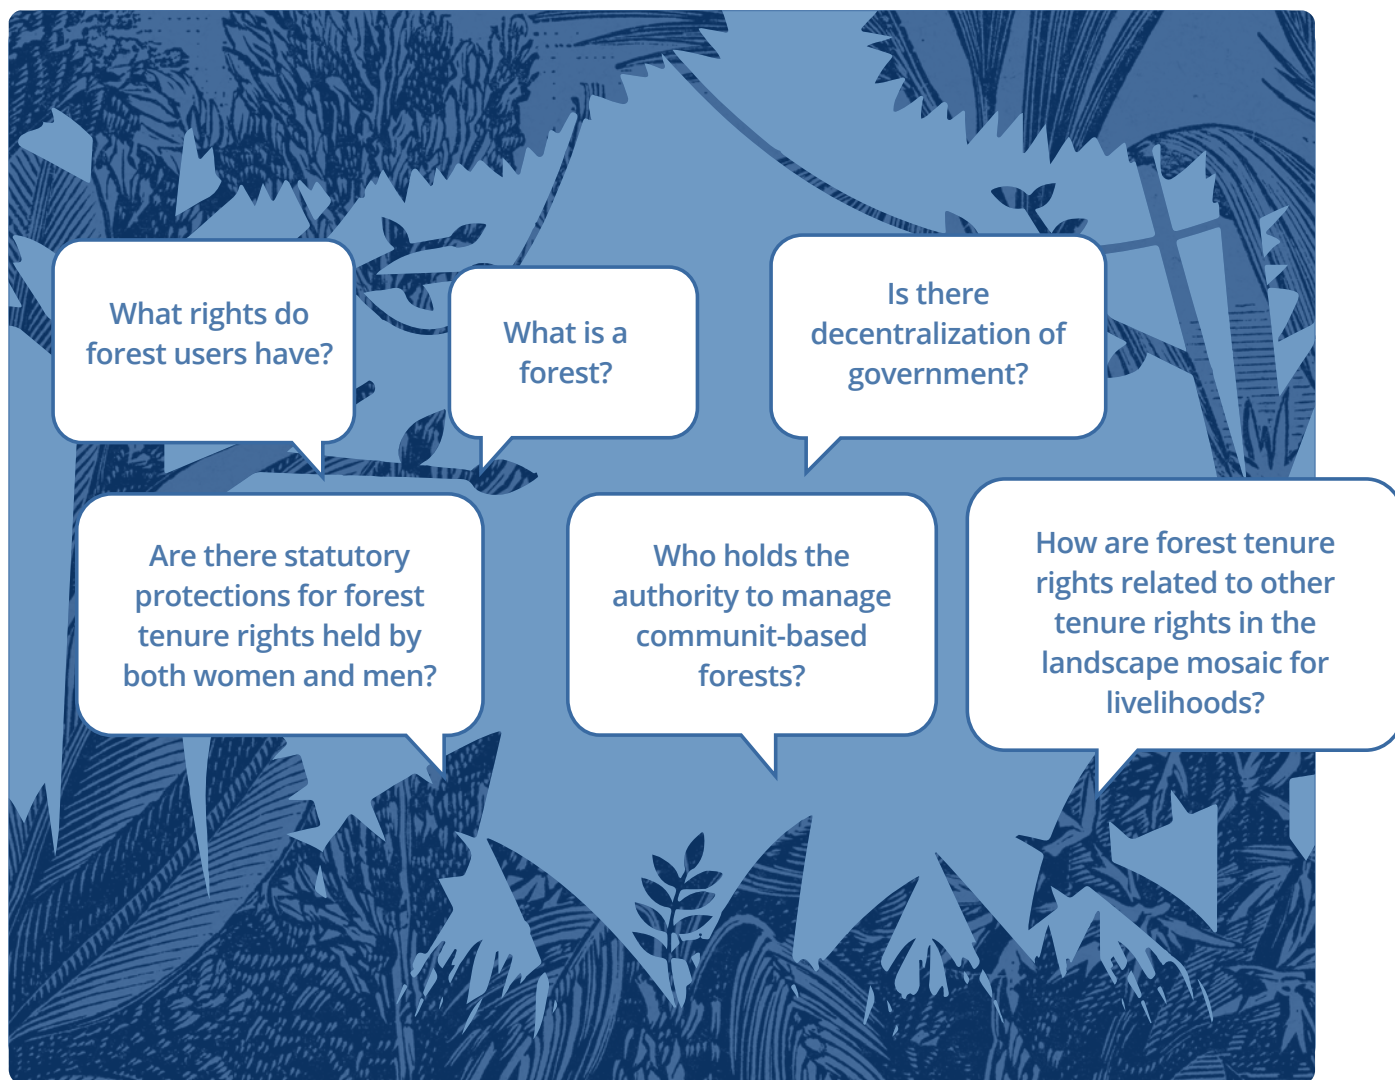 What rights do
forest users have?
What is a
forest?
Is there
decentralization of
government?
Are there statutory
protections for forest
tenure rights held by
both women and men?
Who holds the
authority to manage
communit-based
forests?
How are forest tenure
rights related to other
tenure rights in the
landscape mosaic for
livelihoods?